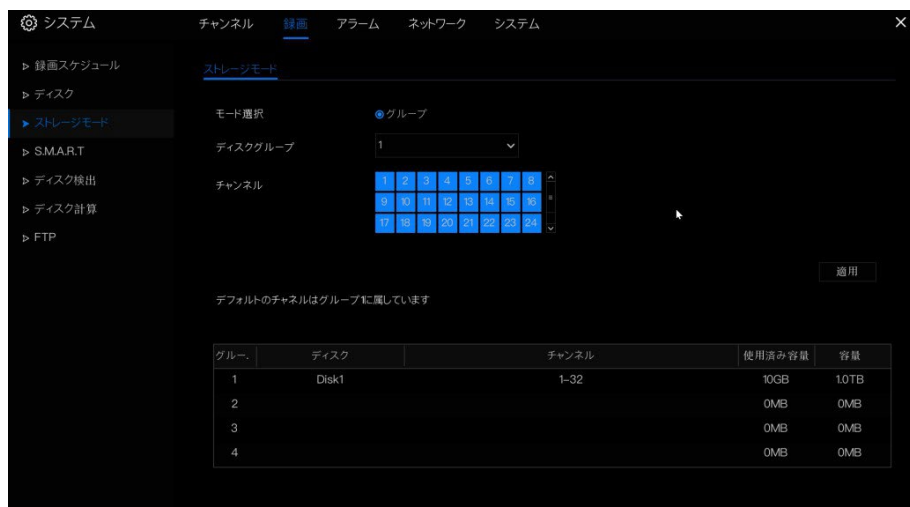 システム
チャンネル 録画 アラーム ネットワーク システム
録画スケジュール
ディスク
ストレージモード
S.M.A.R.T
ディスク検出
ディスク計算
FTP
ストレージモード
モード選択 グループ
ディスクグループ 1
チャンネル
1 2 3 4 5 6 7 8
9 10 11 12 13 14 15 16
17 18 19 20 21 22 23 24
適用
デフォルトのチャネルはグループ1に属しています
グルー. ディスク チャンネル 使用済み容量 容量
1 Disk1 1-32 10GB 1.0TB
2 0MB 0MB
3 0MB 0MB
4 0MB 0MB